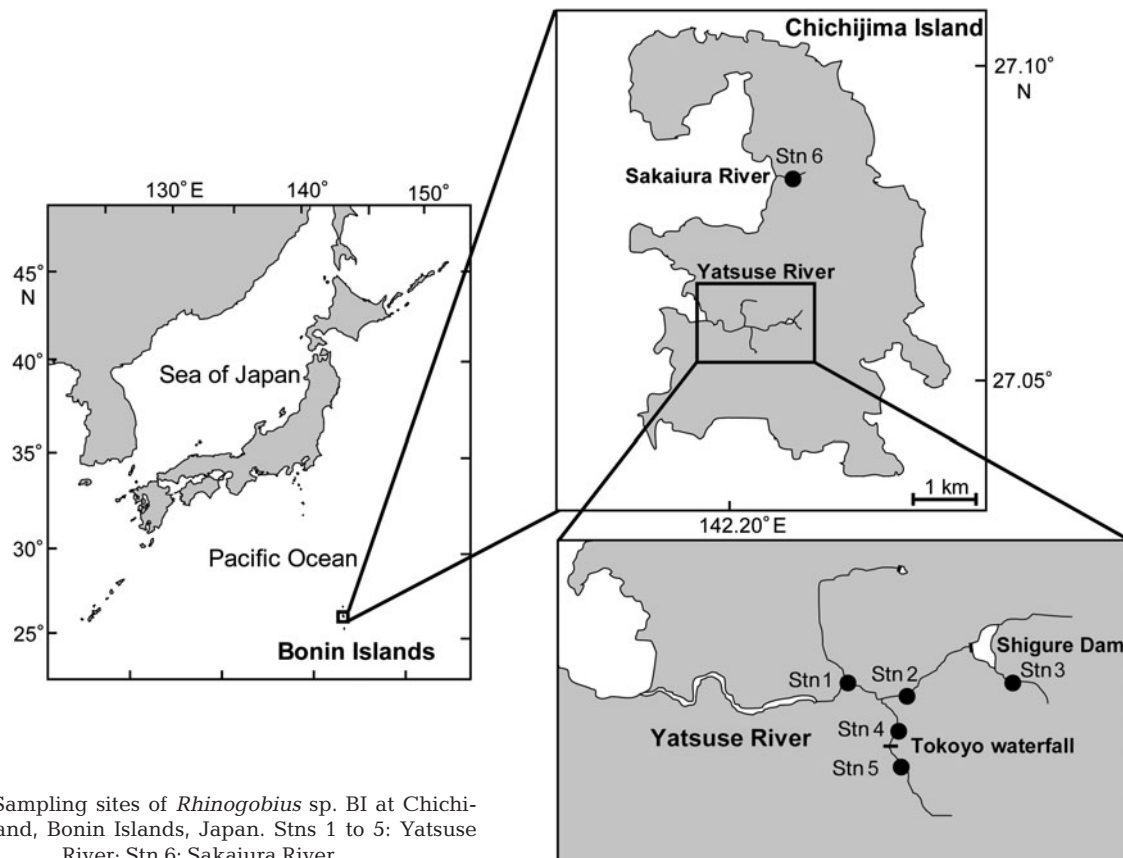 130°E
140°
150°
45°
N
40°
35°
30°
25°
Sea of Japan
Pacific Ocean
Bonin Islands
Chichijima Island
27.10°
N
Stn 6
Sakaiura River
Yatsuse River
27.05°
1 km
142.20°E
Shigure Dam
Stn 1
Stn 2
Stn 3
Yatsuse River
Stn 4
Tokoyo waterfall
Stn 5
Sampling sites of Rhinogobius sp. BI at Chichi-
and, Bonin Islands, Japan. Stns 1 to 5: Yatsuse
River; Stn 6: Sakaiura River